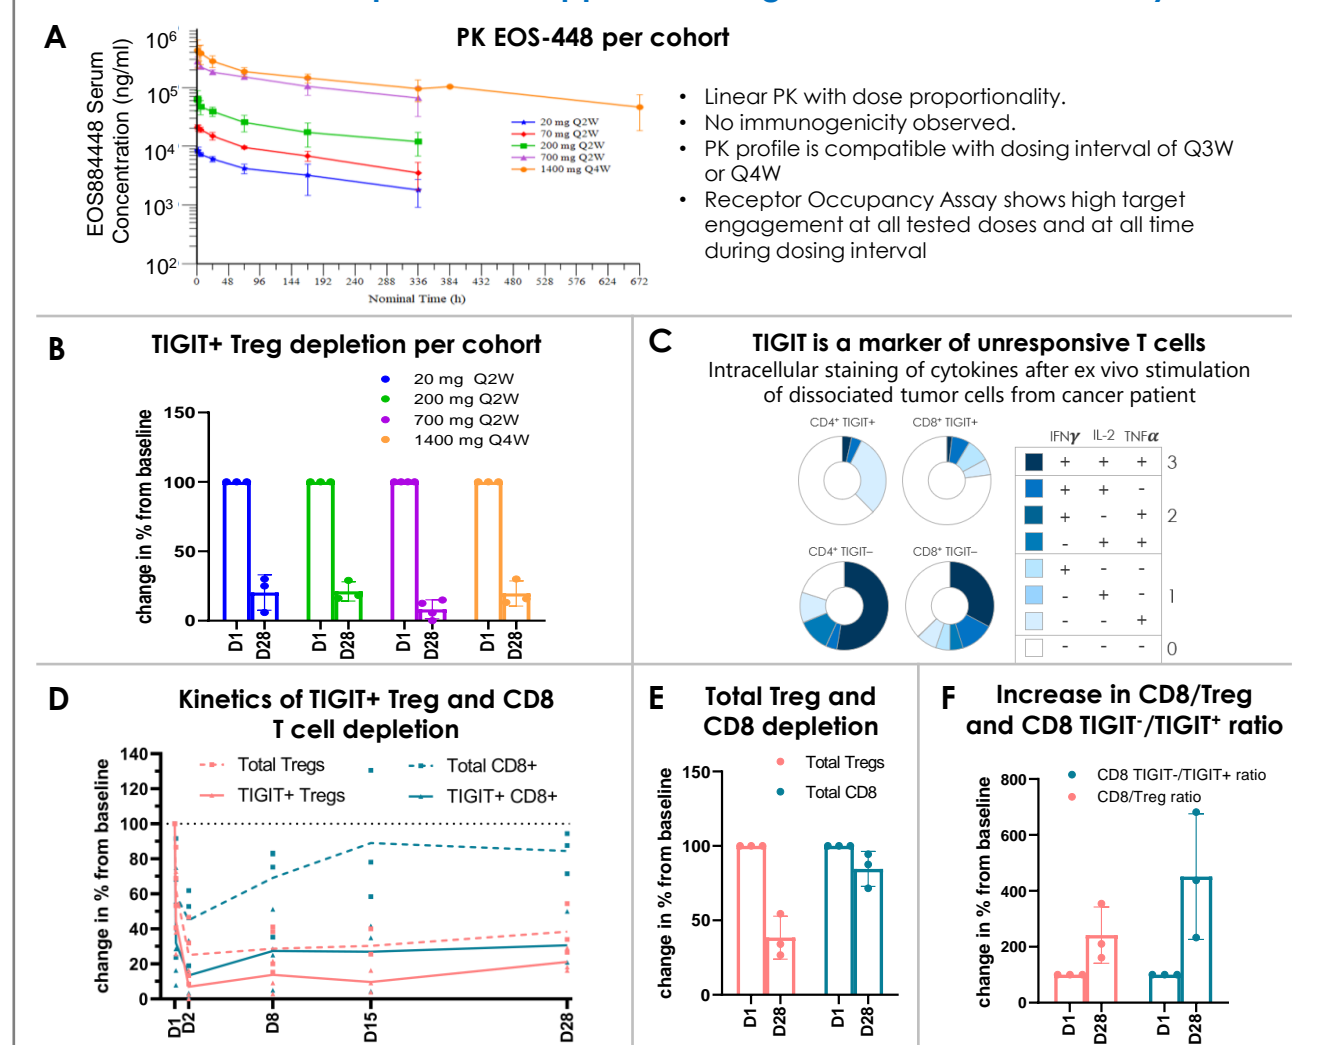 A
PK EOS-448 per cohort
EOS884448 Serum
Concentration (ng/ml)
10⁶
10⁵
10⁴
10³
10²
0 48 96 144 192 240 288 336 384 432 480 528 576 624 672
Nominal Time (h)
20 mg Q2W
70 mg Q2W
200 mg Q2W
700 mg Q2W
1400 mg Q4W
• Linear PK with dose proportionality.
• No immunogenicity observed.
• PK profile is compatible with dosing interval of Q3W
or Q4W
• Receptor Occupancy Assay shows high target
engagement at all tested doses and at all time
during dosing interval
B
TIGIT+ Treg depletion per cohort
20 mg Q2W
200 mg Q2W
700 mg Q2W
1400 mg Q4W
change in % from baseline
150
100
50
0
D1 D28 D1 D28 D1 D28 D1 D28
C
TIGIT is a marker of unresponsive T cells
Intracellular staining of cytokines after ex vivo stimulation
of dissociated tumor cells from cancer patient
CD4⁺ TIGIT+ CD8⁺ TIGIT+
CD4⁺ TIGIT− CD8⁺ TIGIT−
IFNγ IL-2 TNFα
+ + + 3
+ + -
+ - + 2
- + +
+ - -
- + - 1
- - +
- - - 0
D
Kinetics of TIGIT+ Treg and CD8
T cell depletion
Total Tregs
TIGIT+ Tregs
Total CD8+
TIGIT+ CD8+
change in % from baseline
140
120
100
80
60
40
20
0
D1 D2 D8 D15 D28
E
Total Treg and
CD8 depletion
Total Tregs
Total CD8
change in % from baseline
150
100
50
0
D1 D28 D1 D28
F
Increase in CD8/Treg
and CD8 TIGIT⁻/TIGIT⁺ ratio
CD8 TIGIT-/TIGIT+ ratio
CD8/Treg ratio
change in % from baseline
800
600
400
200
0
D1 D28 D1 D28